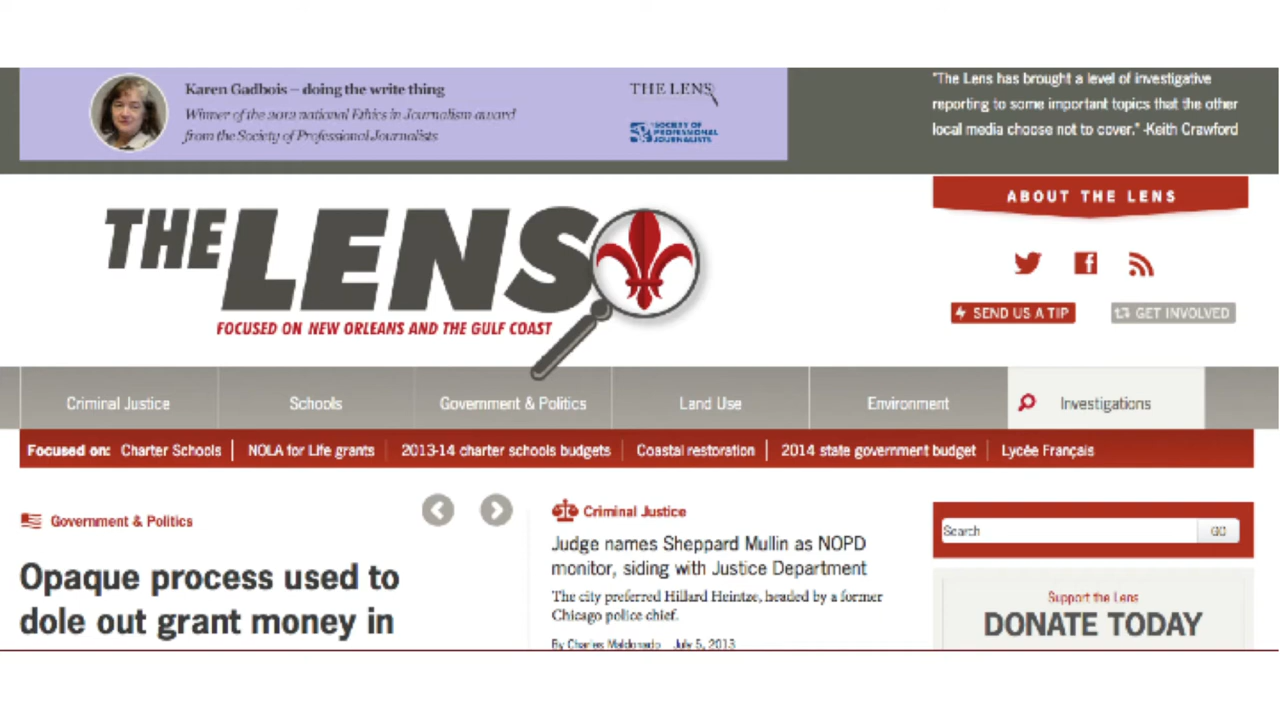 Karen Gadbois – doing the write thing
Winner of the 2012 national Ethics in Journalism award
from the Society of Professional Journalists
THE LENS
SOCIETY OF
PROFESSIONAL
JOURNALISTS
"The Lens has brought a level of investigative
reporting to some important topics that the other
local media choose not to cover." -Keith Crawford
ABOUT THE LENS
THE LENS
FOCUSED ON NEW ORLEANS AND THE GULF COAST
SEND US A TIP
GET INVOLVED
Criminal Justice
Schools
Government & Politics
Land Use
Environment
Investigations
Focused on: Charter Schools NOLA for Life grants 2013-14 charter schools budgets Coastal restoration 2014 state government budget Lycée Français
Government & Politics
Opaque process used to
dole out grant money in
Criminal Justice
Judge names Sheppard Mullin as NOPD
monitor, siding with Justice Department
The city preferred Hillard Heintze, headed by a former
Chicago police chief.
By Charles Maldonado July 5, 2013
Search
GO
Support the Lens
DONATE TODAY